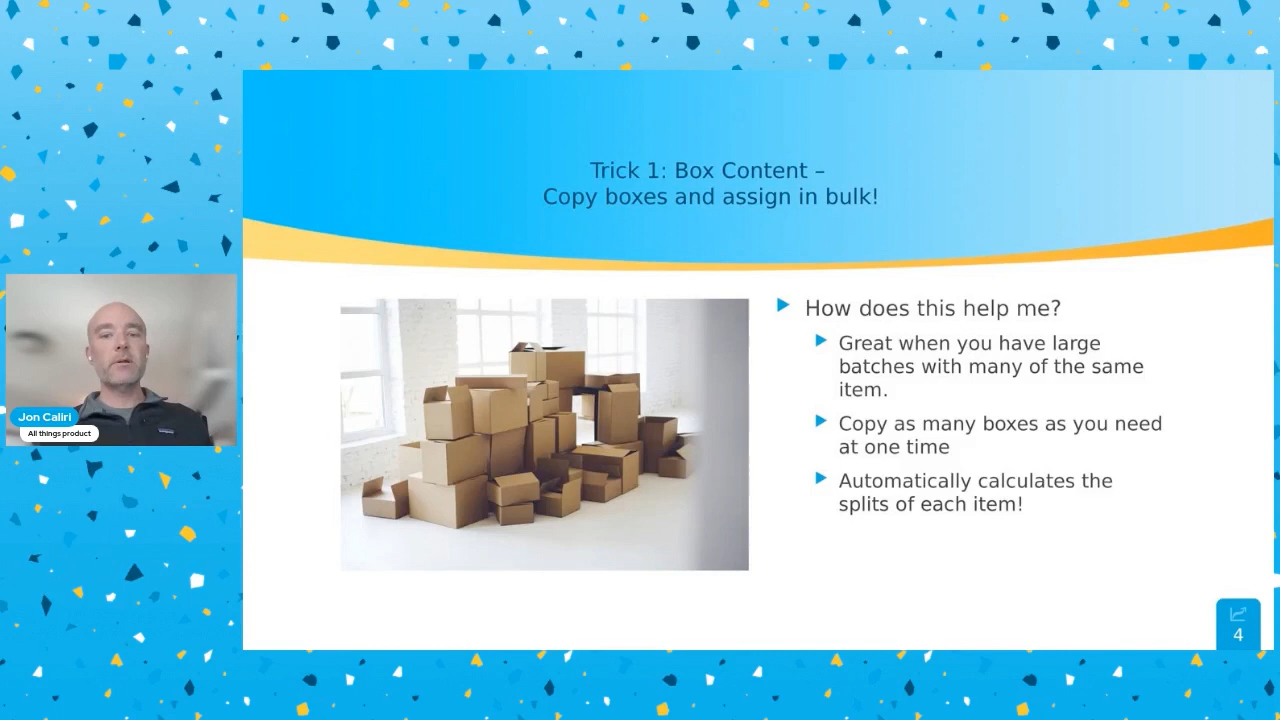 Trick 1: Box Content –
Copy boxes and assign in bulk!
How does this help me?
Great when you have large
batches with many of the same
item.
Copy as many boxes as you need
at one time
Automatically calculates the
splits of each item!
Jon Caliri
All things product
4